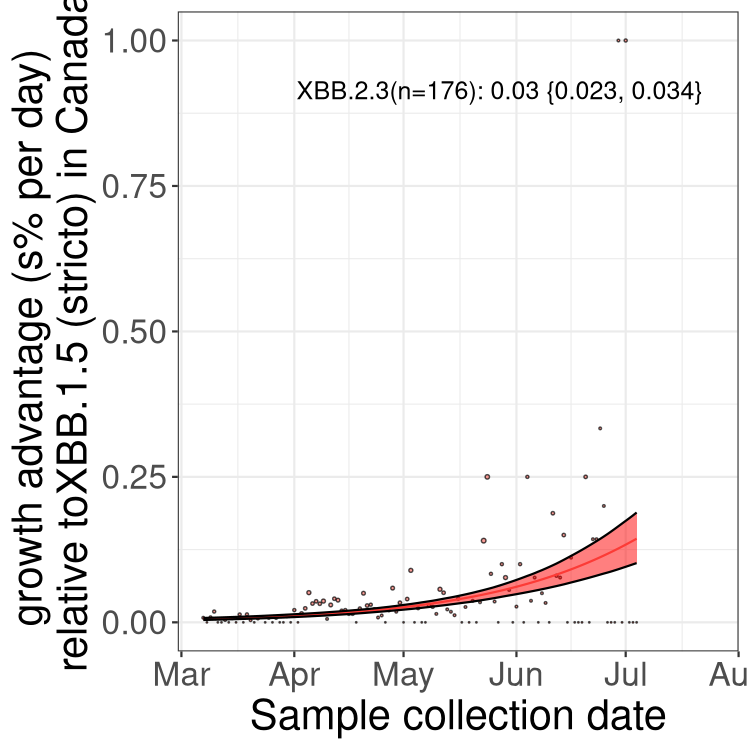 growth advantage (s% per day)
relative toXBB.1.5 (stricto) in Canada
1.00
0.75
0.50
0.25
0.00
XBB.2.3(n=176): 0.03 {0.023, 0.034}
Mar Apr May Jun Jul Au
Sample collection date